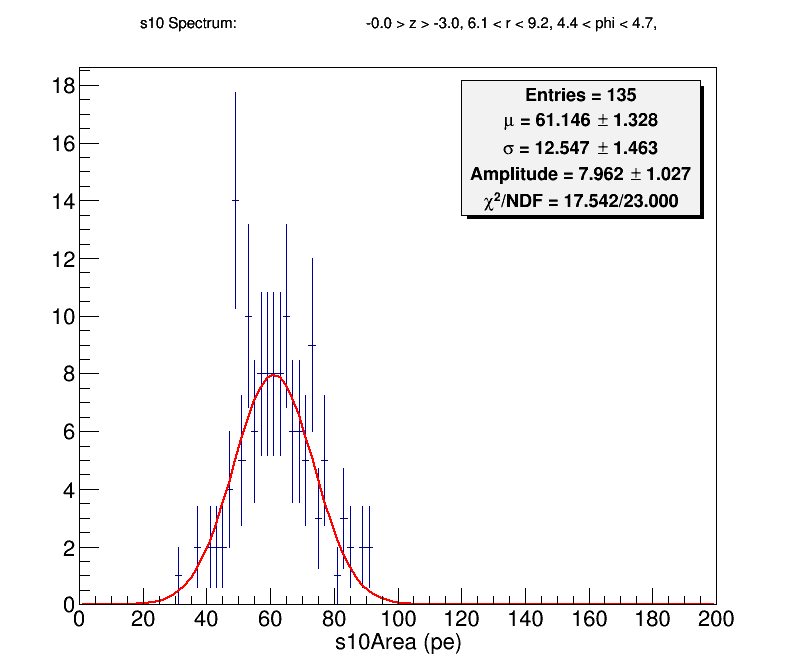 s10 Spectrum: -0.0 > z > -3.0, 6.1 < r < 9.2, 4.4 < phi < 4.7,
Entries = 135
μ = 61.146 ± 1.328
σ = 12.547 ± 1.463
Amplitude = 7.962 ± 1.027
χ²/NDF = 17.542/23.000
18
16
14
12
10
8
6
4
2
0
0 20 40 60 80 100 120 140 160 180 200
s10Area (pe)